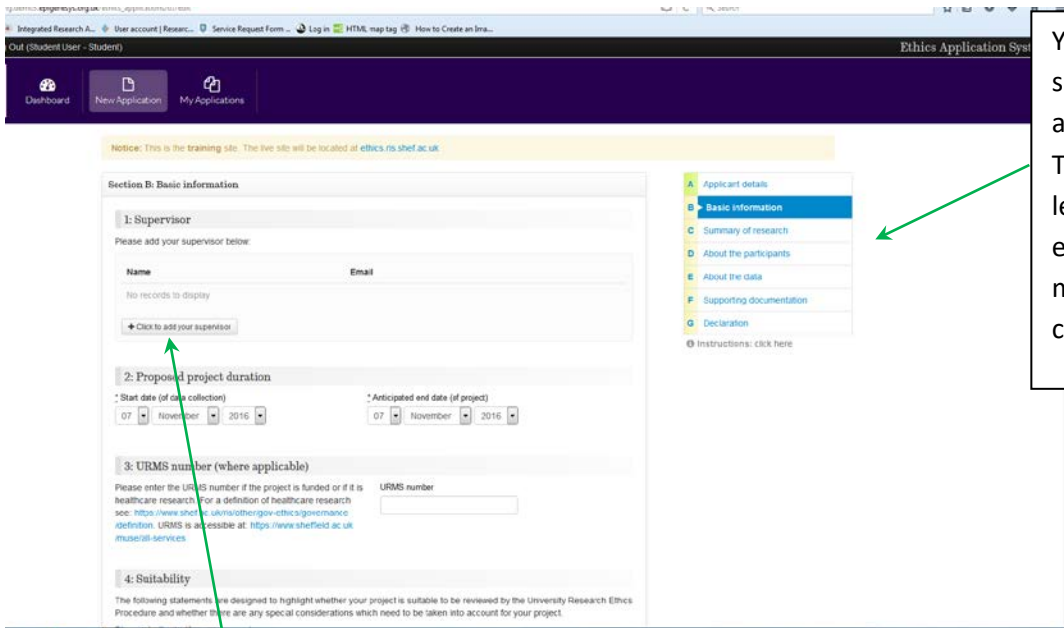 Integrated Research A... User account | Researc... Service Request Form ... Log in HTML map tag How to Create an Ima...
Out (Student User - Student) Ethics Application Syst
Dashboard New Application My Applications
Notice: This is the training site. The live site will be located at ethics.ris.shef.ac.uk
Section B: Basic information
1: Supervisor
Please add your supervisor below:
Name Email
No records to display
+ Click to add your supervisor
2: Proposed project duration
* Start date (of data collection) * Anticipated end date (of project)
07 November 2016 07 November 2016
3: URMS number (where applicable)
Please enter the URMS number if the project is funded or if it is
healthcare research. For a definition of healthcare research
see: https://www.shef.ac.uk/ris/other/gov-ethics/governance
/definition. URMS is accessible at: https://www.sheffield.ac.uk
/muse/all-services
URMS number
4: Suitability
The following statements are designed to highlight whether your project is suitable to be reviewed by the University Research Ethics
Procedure and whether there are any special considerations which need to be taken into account for your project.
A Applicant details
B Basic information
C Summary of research
D About the participants
E About the data
F Supporting documentation
G Declaration
Instructions: click here
Y
s
a
T
le
e
m
c